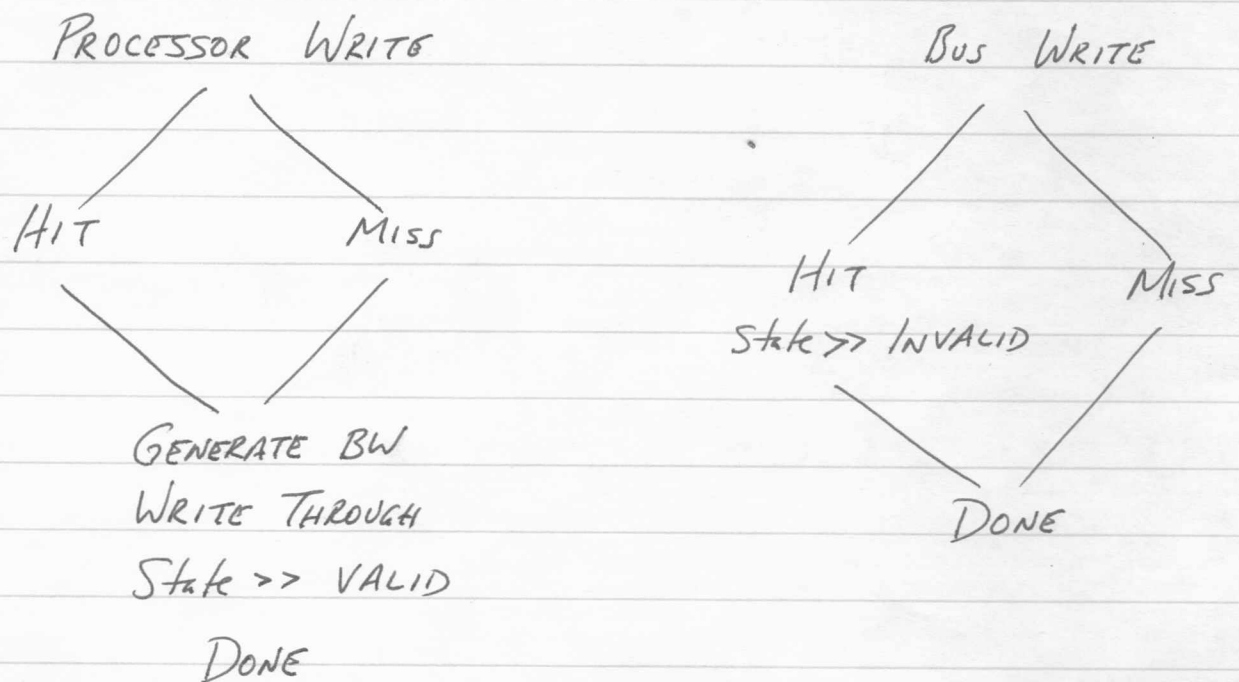 PROCESSOR WRITE
HIT MISS
GENERATE BW
WRITE THROUGH
State >> VALID
DONE
BUS WRITE
HIT MISS
State >> INVALID
DONE